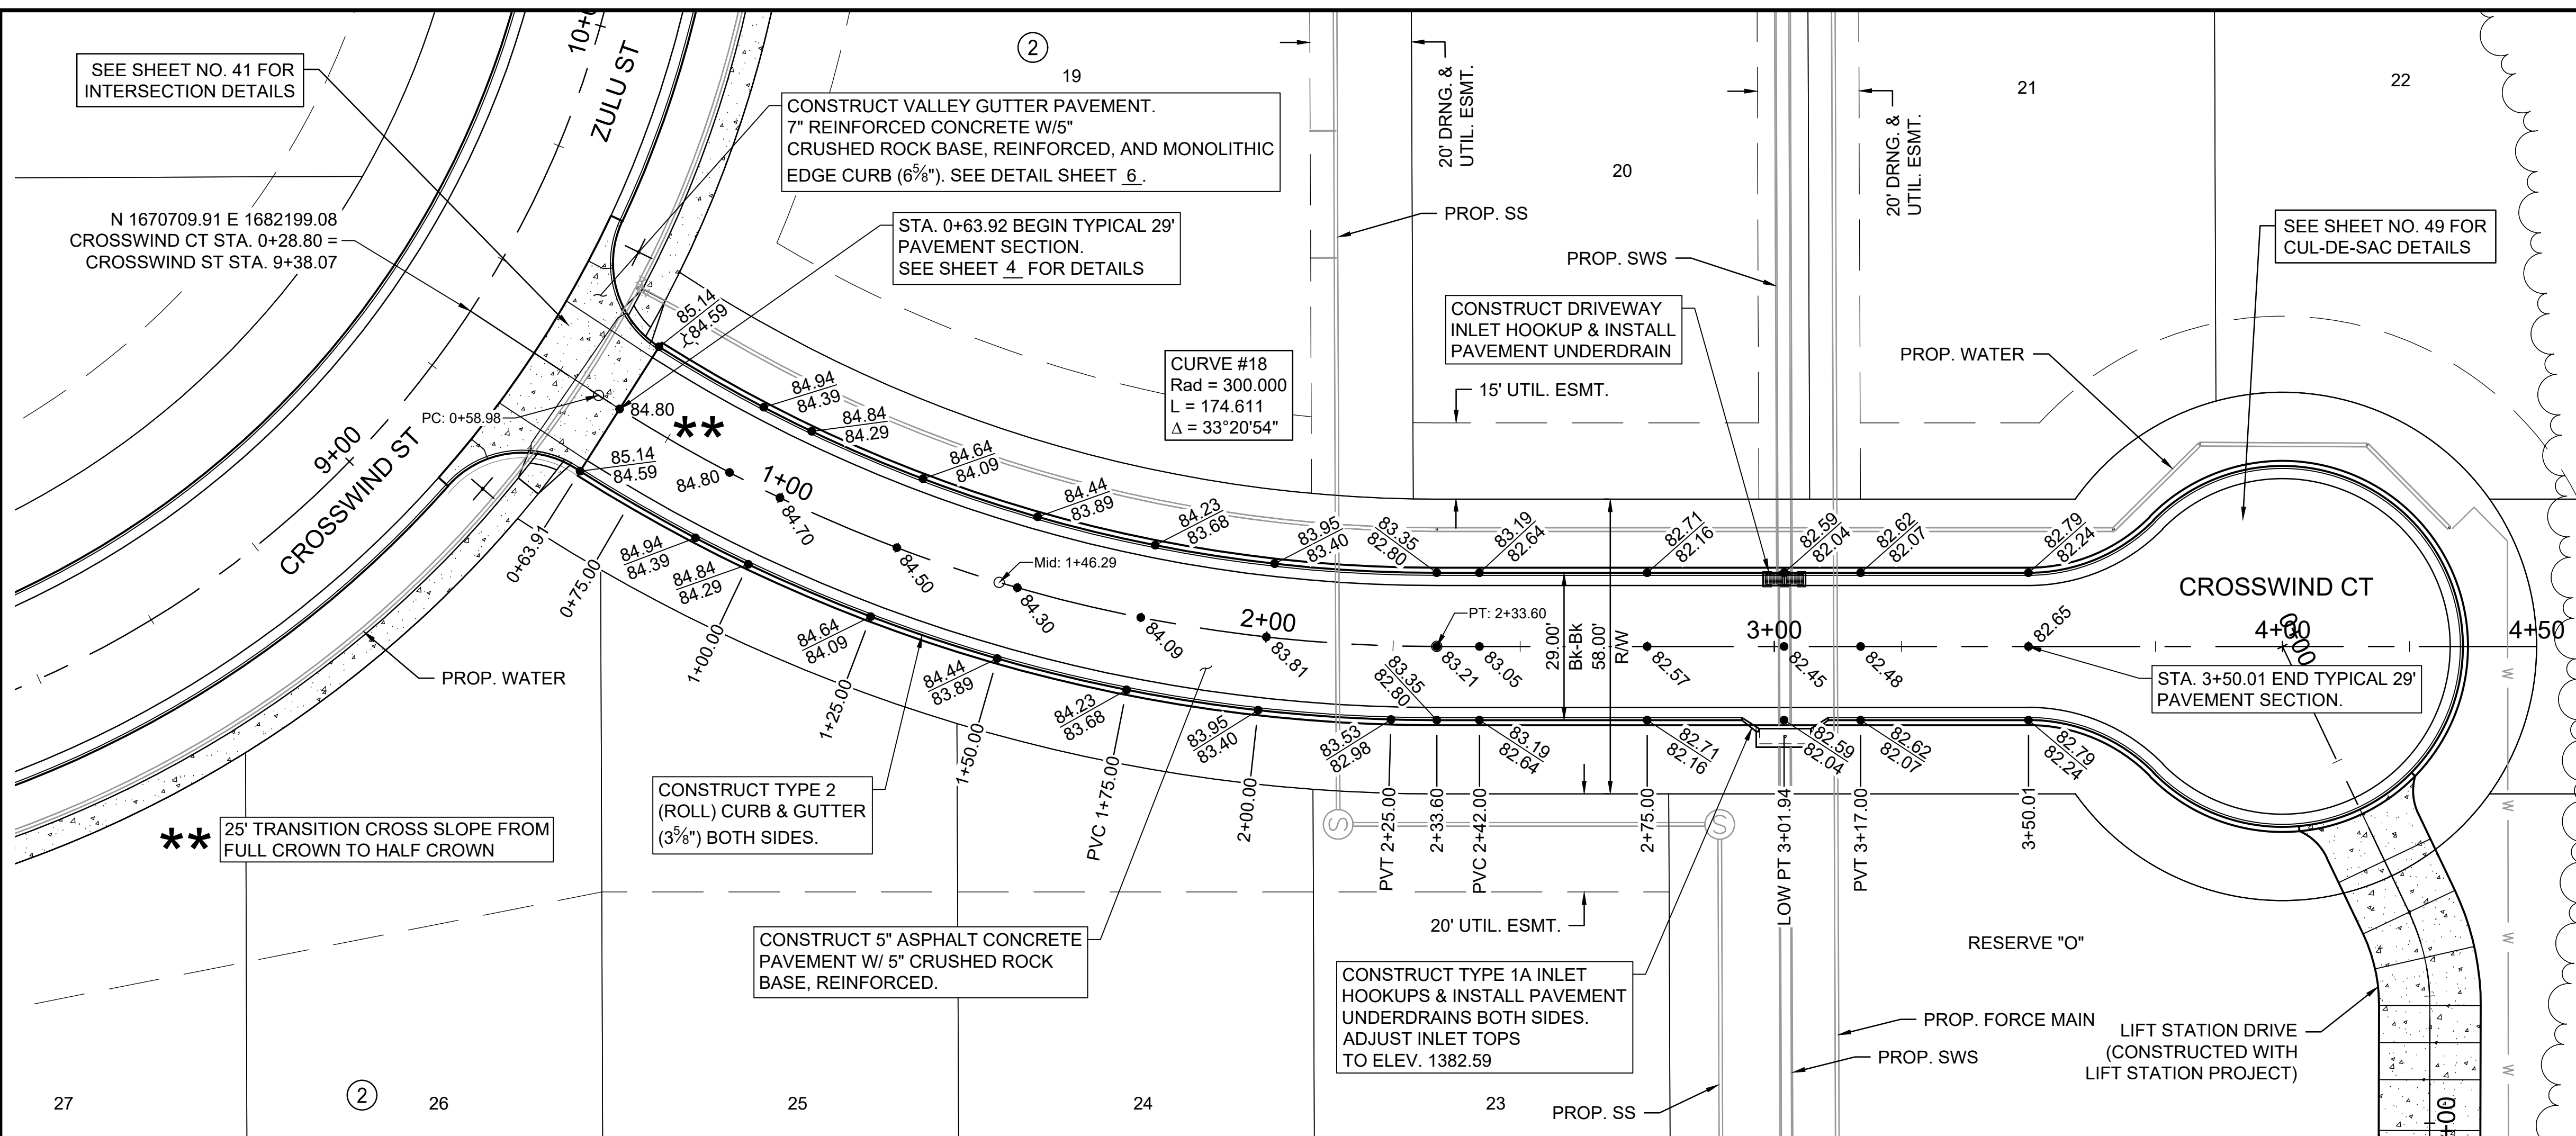 SEE SHEET NO. 41 FOR
INTERSECTION DETAILS
ZULU ST
2
19
CONSTRUCT VALLEY GUTTER PAVEMENT.
7" REINFORCED CONCRETE W/5"
CRUSHED ROCK BASE, REINFORCED, AND MONOLITHIC
EDGE CURB (6⅝"). SEE DETAIL SHEET 6.
20' DRNG. &
UTIL. ESMT.
20
20' DRNG. &
UTIL. ESMT.
21
22
N 1670709.91 E 1682199.08
CROSSWIND CT STA. 0+28.80 =
CROSSWIND ST STA. 9+38.07
STA. 0+63.92 BEGIN TYPICAL 29'
PAVEMENT SECTION.
SEE SHEET 4 FOR DETAILS
PROP. SS
PROP. SWS
SEE SHEET NO. 49 FOR
CUL-DE-SAC DETAILS
CONSTRUCT DRIVEWAY
INLET HOOKUP & INSTALL
PAVEMENT UNDERDRAIN
PROP. WATER
15' UTIL. ESMT.
CURVE #18
Rad = 300.000
L = 174.611
Δ = 33°20'54"
85.14
84.59
84.94
84.39
84.84
84.29
84.64
84.09
84.44
83.89
84.23
83.68
83.95
83.40
83.35
82.80
83.19
82.64
82.71
82.16
82.59
82.04
82.62
82.07
82.79
82.24
PC: 0+58.98
84.80
**
84.80
1+00
84.70
84.50
Mid: 1+46.29
84.30
84.09
2+00
83.81
PT: 2+33.60
83.21
83.05
29.00'
Bk-Bk
58.00'
R/W
82.57
3+00
82.45
82.48
82.65
CROSSWIND CT
4+00
0+00
4+50
STA. 3+50.01 END TYPICAL 29'
PAVEMENT SECTION.
9+00
CROSSWIND ST
85.14
84.59
84.94
84.39
84.84
84.29
84.64
84.09
84.44
83.89
84.23
83.68
83.95
83.40
83.53
82.98
83.35
82.80
83.19
82.64
82.71
82.16
82.59
82.04
82.62
82.07
82.79
82.24
0+63.91
0+75.00
1+00.00
1+25.00
1+50.00
PVC 1+75.00
2+00.00
PVT 2+25.00
2+33.60
PVC 2+42.00
2+75.00
LOW PT 3+01.94
PVT 3+17.00
3+50.01
PROP. WATER
**
25' TRANSITION CROSS SLOPE FROM
FULL CROWN TO HALF CROWN
CONSTRUCT TYPE 2
(ROLL) CURB & GUTTER
(3⅝") BOTH SIDES.
S
S
CONSTRUCT 5" ASPHALT CONCRETE
PAVEMENT W/ 5" CRUSHED ROCK
BASE, REINFORCED.
20' UTIL. ESMT.
CONSTRUCT TYPE 1A INLET
HOOKUPS & INSTALL PAVEMENT
UNDERDRAINS BOTH SIDES.
ADJUST INLET TOPS
TO ELEV. 1382.59
RESERVE "O"
PROP. FORCE MAIN
PROP. SWS
PROP. SS
LIFT STATION DRIVE
(CONSTRUCTED WITH
LIFT STATION PROJECT)
W
W
W
W
27
2
26
25
24
23